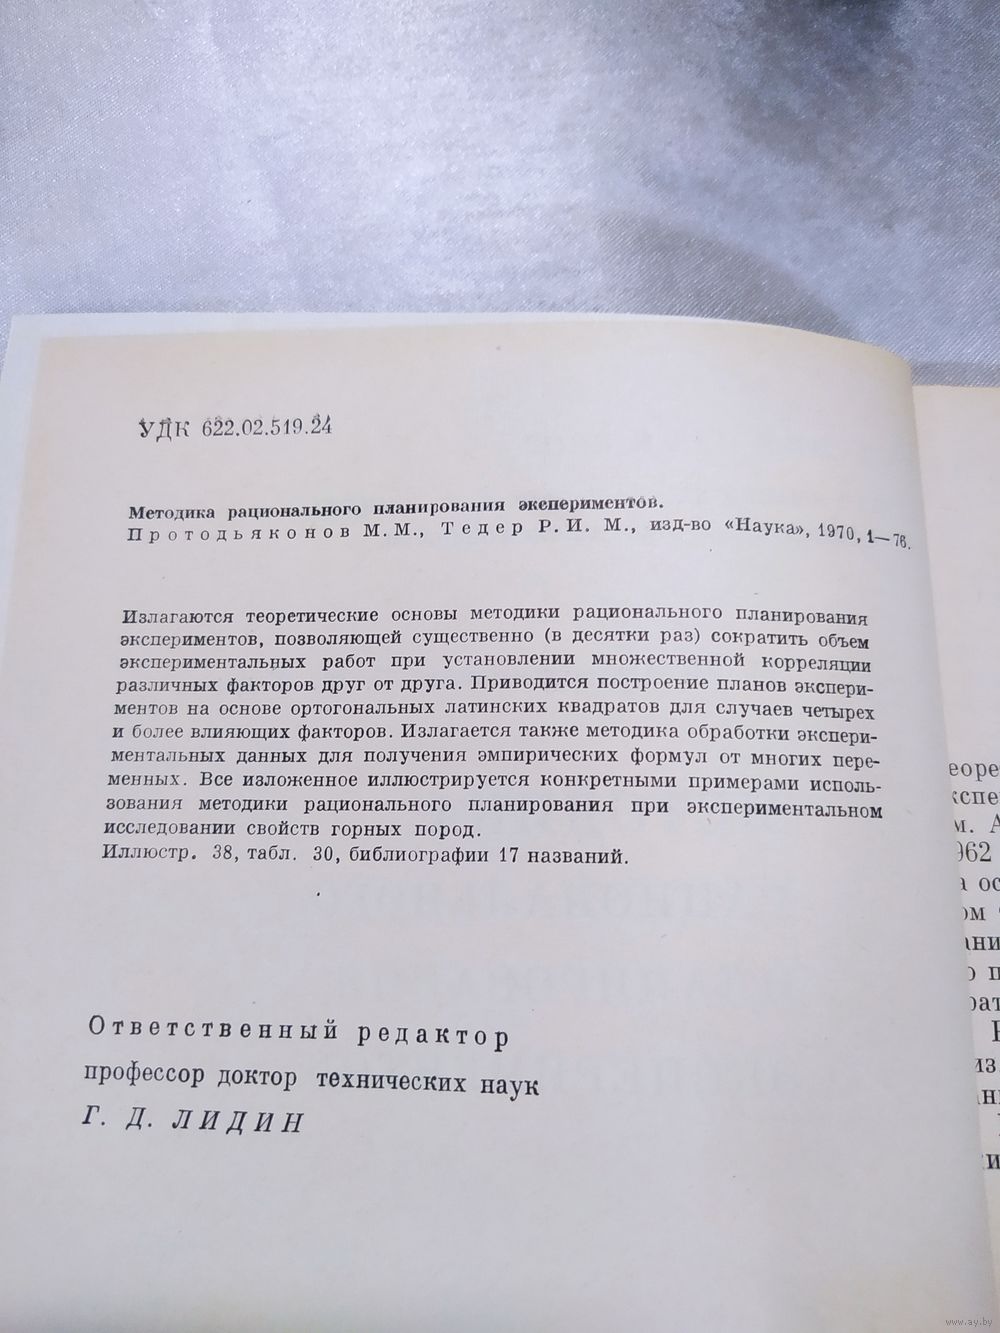 УДК 622.02.519.24
Методика рационального планирования экспериментов.
Протодьяконов М. М., Тедер Р. И. М., изд-во «Наука», 1970, 1—76.
Излагаются теоретические основы методики рационального планирования
экспериментов, позволяющей существенно (в десятки раз) сократить объем
экспериментальных работ при установлении множественной корреляции
различных факторов друг от друга. Приводится построение планов экспери-
ментов на основе ортогональных латинских квадратов для случаев четырех
и более влияющих факторов. Излагается также методика обработки экспери-
ментальных данных для получения эмпирических формул от многих пере-
менных. Все изложенное иллюстрируется конкретными примерами исполь-
зования методики рационального планирования при экспериментальном
исследовании свойств горных пород.
Иллюстр. 38, табл. 30, библиографии 17 названий.
Ответственный редактор
профессор доктор технических наук
Г. Д. ЛИДИН
962
www.ay.by